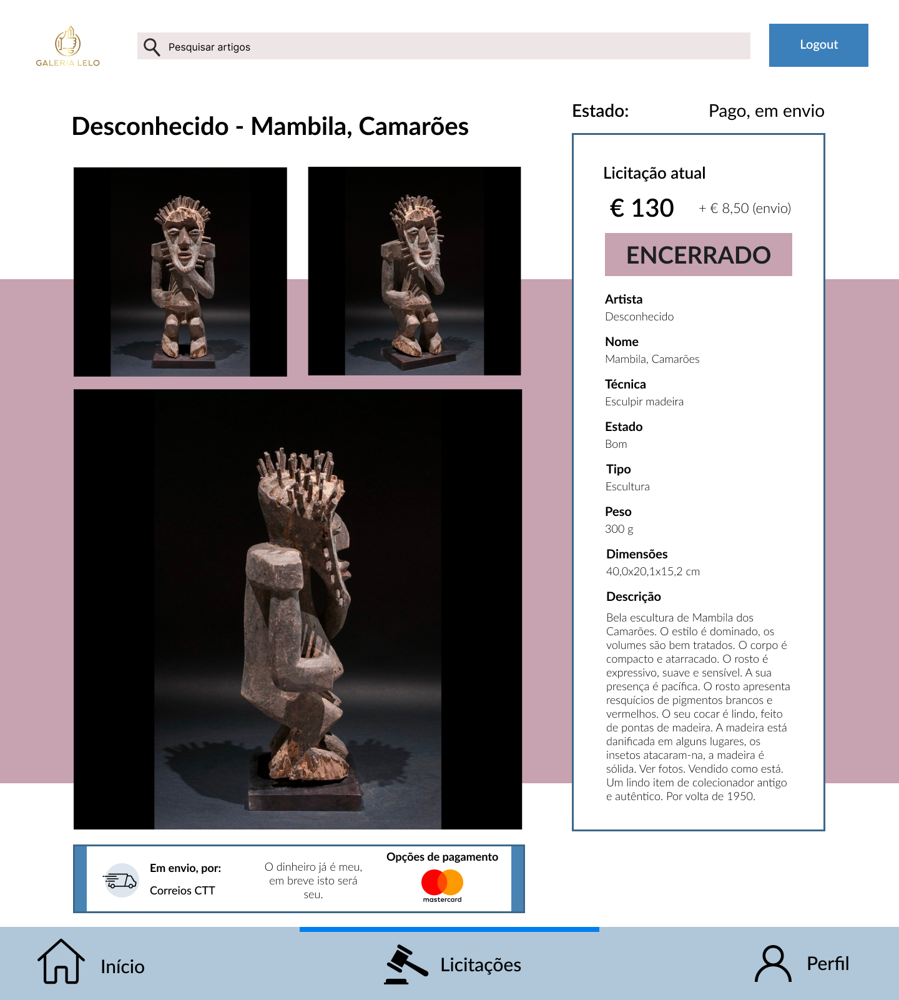 GALERIA LELO
Pesquisar artigos
Logout
Desconhecido - Mambila, Camarões
Estado:
Pago, em envio
Licitação atual
€ 130
+ € 8,50 (envio)
ENCERRADO
Artista
Desconhecido
Nome
Mambila, Camarões
Técnica
Esculpir madeira
Estado
Bom
Tipo
Escultura
Peso
300 g
Dimensões
40,0x20,1x15,2 cm
Descrição
Bela escultura de Mambila dos
Camarões. O estilo é dominado, os
volumes são bem tratados. O corpo é
compacto e atarracado. O rosto é
expressivo, suave e sensível. A sua
presença é pacífica. O rosto apresenta
resquícios de pigmentos brancos e
vermelhos. O seu cocar é lindo, feito
de pontas de madeira. A madeira está
danificada em alguns lugares, os
insetos atacaram-na, a madeira é
sólida. Ver fotos. Vendido como está.
Um lindo item de colecionador antigo
e autêntico. Por volta de 1950.
Em envio, por:
Correios CTT
O dinheiro já é meu,
em breve isto será
seu.
Opções de pagamento
mastercard
Início
Licitações
Perfil